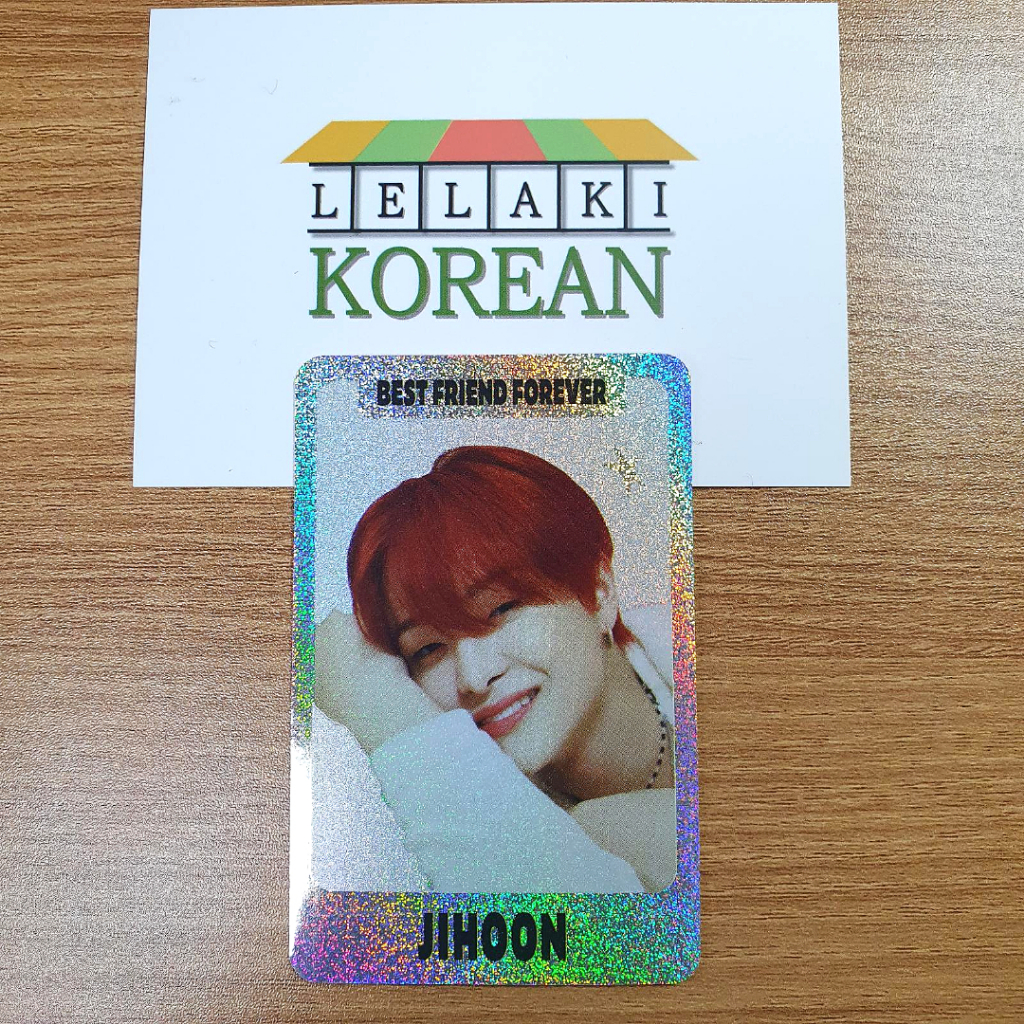 LELAKI
KOREAN
BEST FRIEND FOREVER
JIHOON